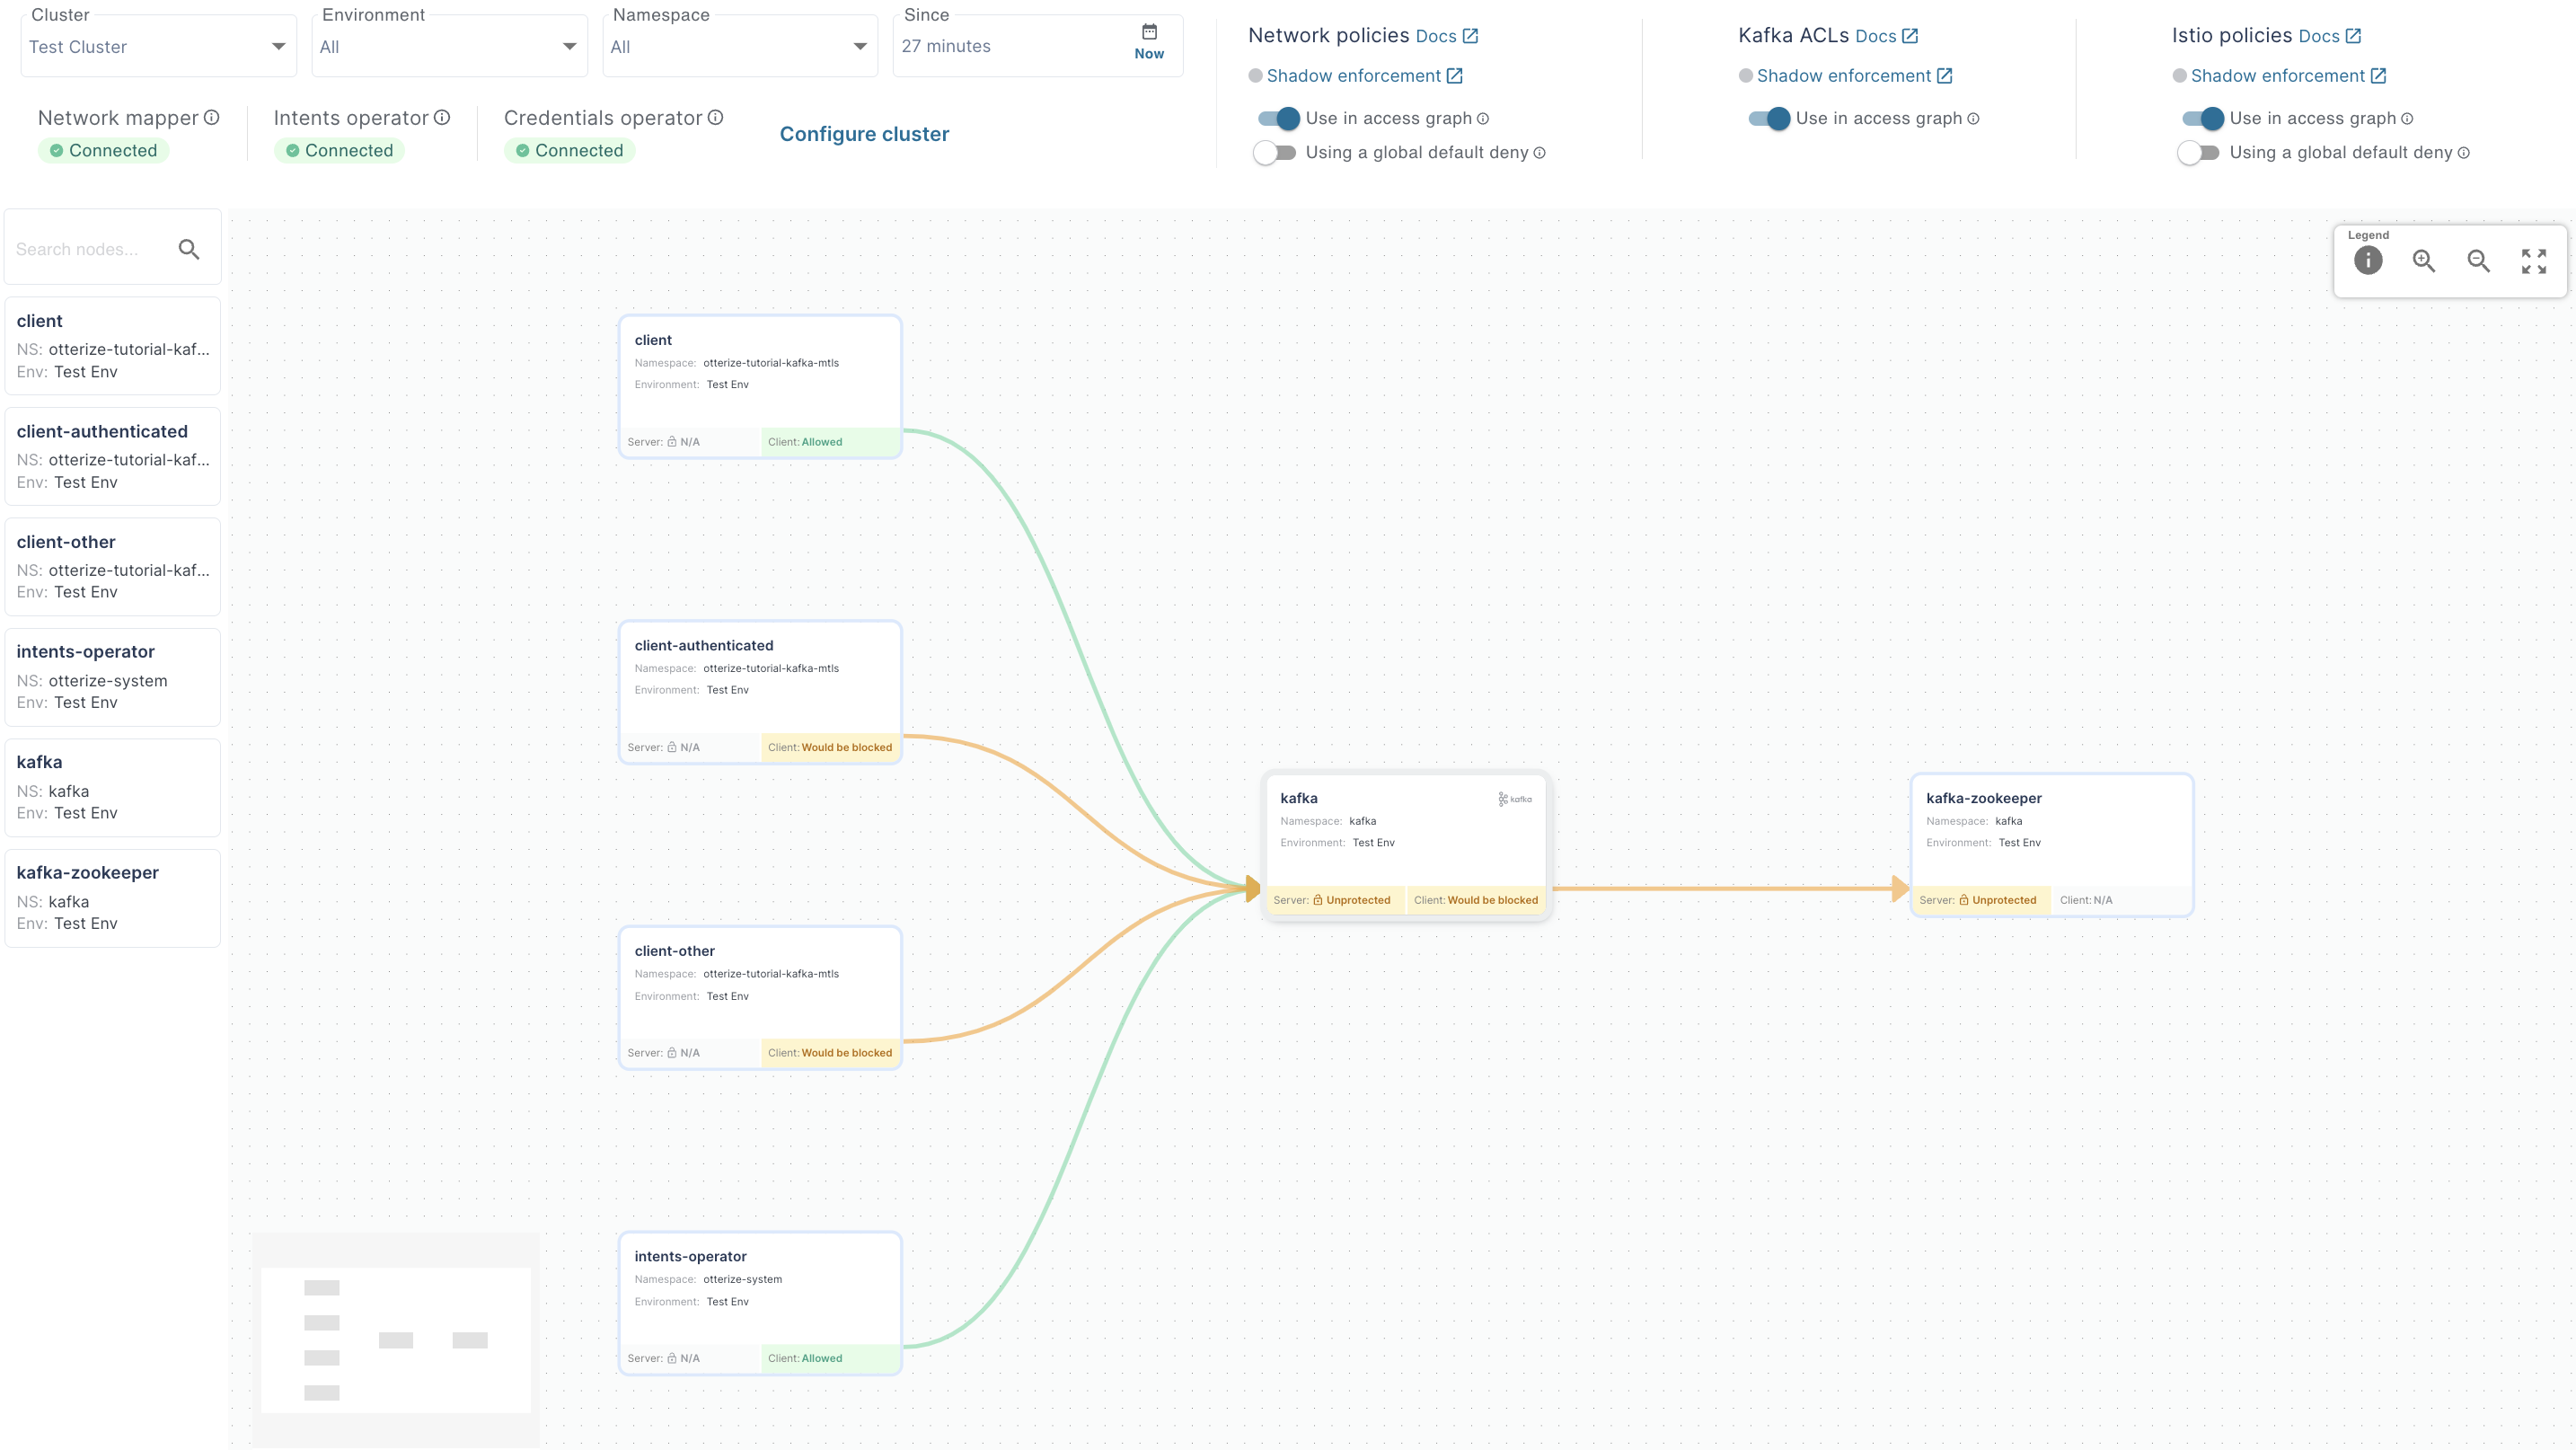 Cluster
Test Cluster
Environment
All
Namespace
All
Since
27 minutes
Now
Network mapper
Connected
Intents operator
Connected
Credentials operator
Connected
Configure cluster
Network policies Docs
Shadow enforcement
Use in access graph
Using a global default deny
Kafka ACLs Docs
Shadow enforcement
Use in access graph
Istio policies Docs
Shadow enforcement
Use in access graph
Using a global default deny
Search nodes...
client
NS: otterize-tutorial-kaf...
Env: Test Env
client-authenticated
NS: otterize-tutorial-kaf...
Env: Test Env
client-other
NS: otterize-tutorial-kaf...
Env: Test Env
intents-operator
NS: otterize-system
Env: Test Env
kafka
NS: kafka
Env: Test Env
kafka-zookeeper
NS: kafka
Env: Test Env
Legend
client
Namespace: otterize-tutorial-kafka-mtls
Environment: Test Env
Server: N/A Client: Allowed
client-authenticated
Namespace: otterize-tutorial-kafka-mtls
Environment: Test Env
Server: N/A Client: Would be blocked
client-other
Namespace: otterize-tutorial-kafka-mtls
Environment: Test Env
Server: N/A Client: Would be blocked
intents-operator
Namespace: otterize-system
Environment: Test Env
Server: N/A Client: Allowed
kafka kafka
Namespace: kafka
Environment: Test Env
Server: Unprotected Client: Would be blocked
kafka-zookeeper
Namespace: kafka
Environment: Test Env
Server: Unprotected Client: N/A